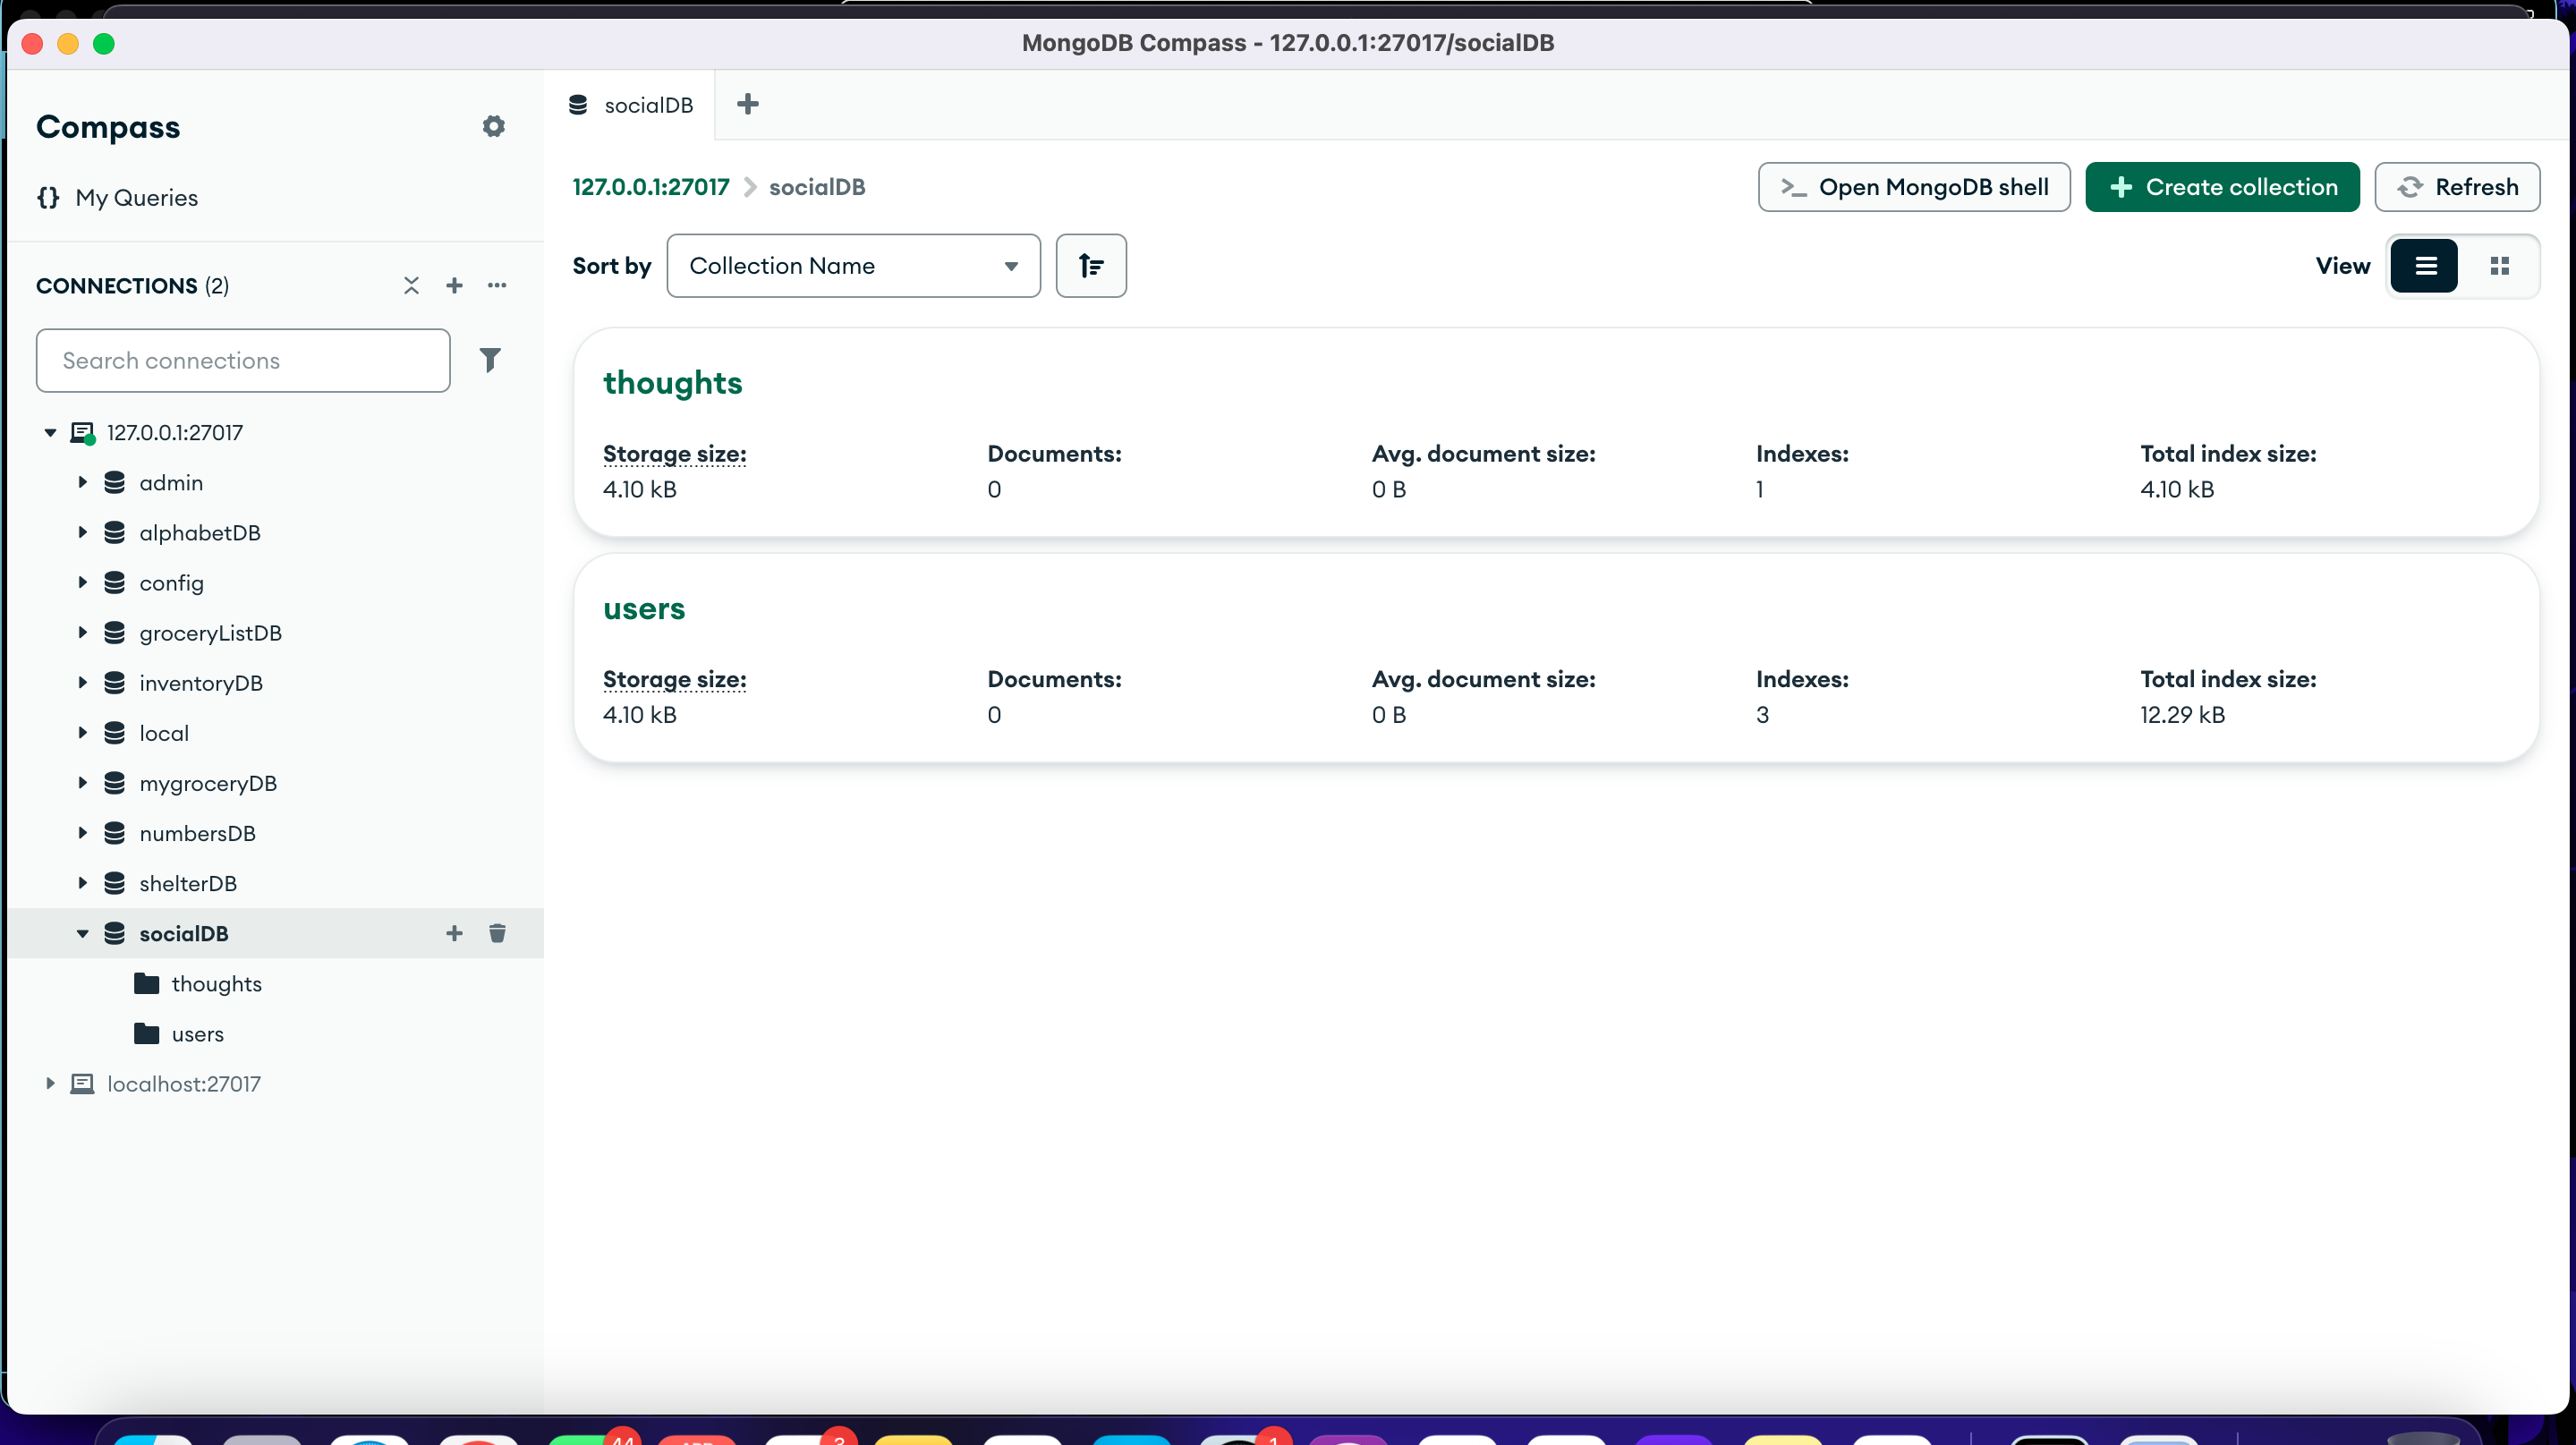 MongoDB Compass - 127.0.0.1:27017/socialDB
Compass
My Queries
CONNECTIONS (2)
Search connections
127.0.0.1:27017
admin
alphabetDB
config
groceryListDB
inventoryDB
local
mygroceryDB
numbersDB
shelterDB
socialDB
thoughts
users
localhost:27017
socialDB
127.0.0.1:27017 socialDB
>_ Open MongoDB shell
Create collection
Refresh
Sort by Collection Name
View
thoughts
Storage size: Documents: Avg. document size: Indexes: Total index size:
4.10 kB 0 0 B 1 4.10 kB
users
Storage size: Documents: Avg. document size: Indexes: Total index size:
4.10 kB 0 0 B 3 12.29 kB
44 3 1